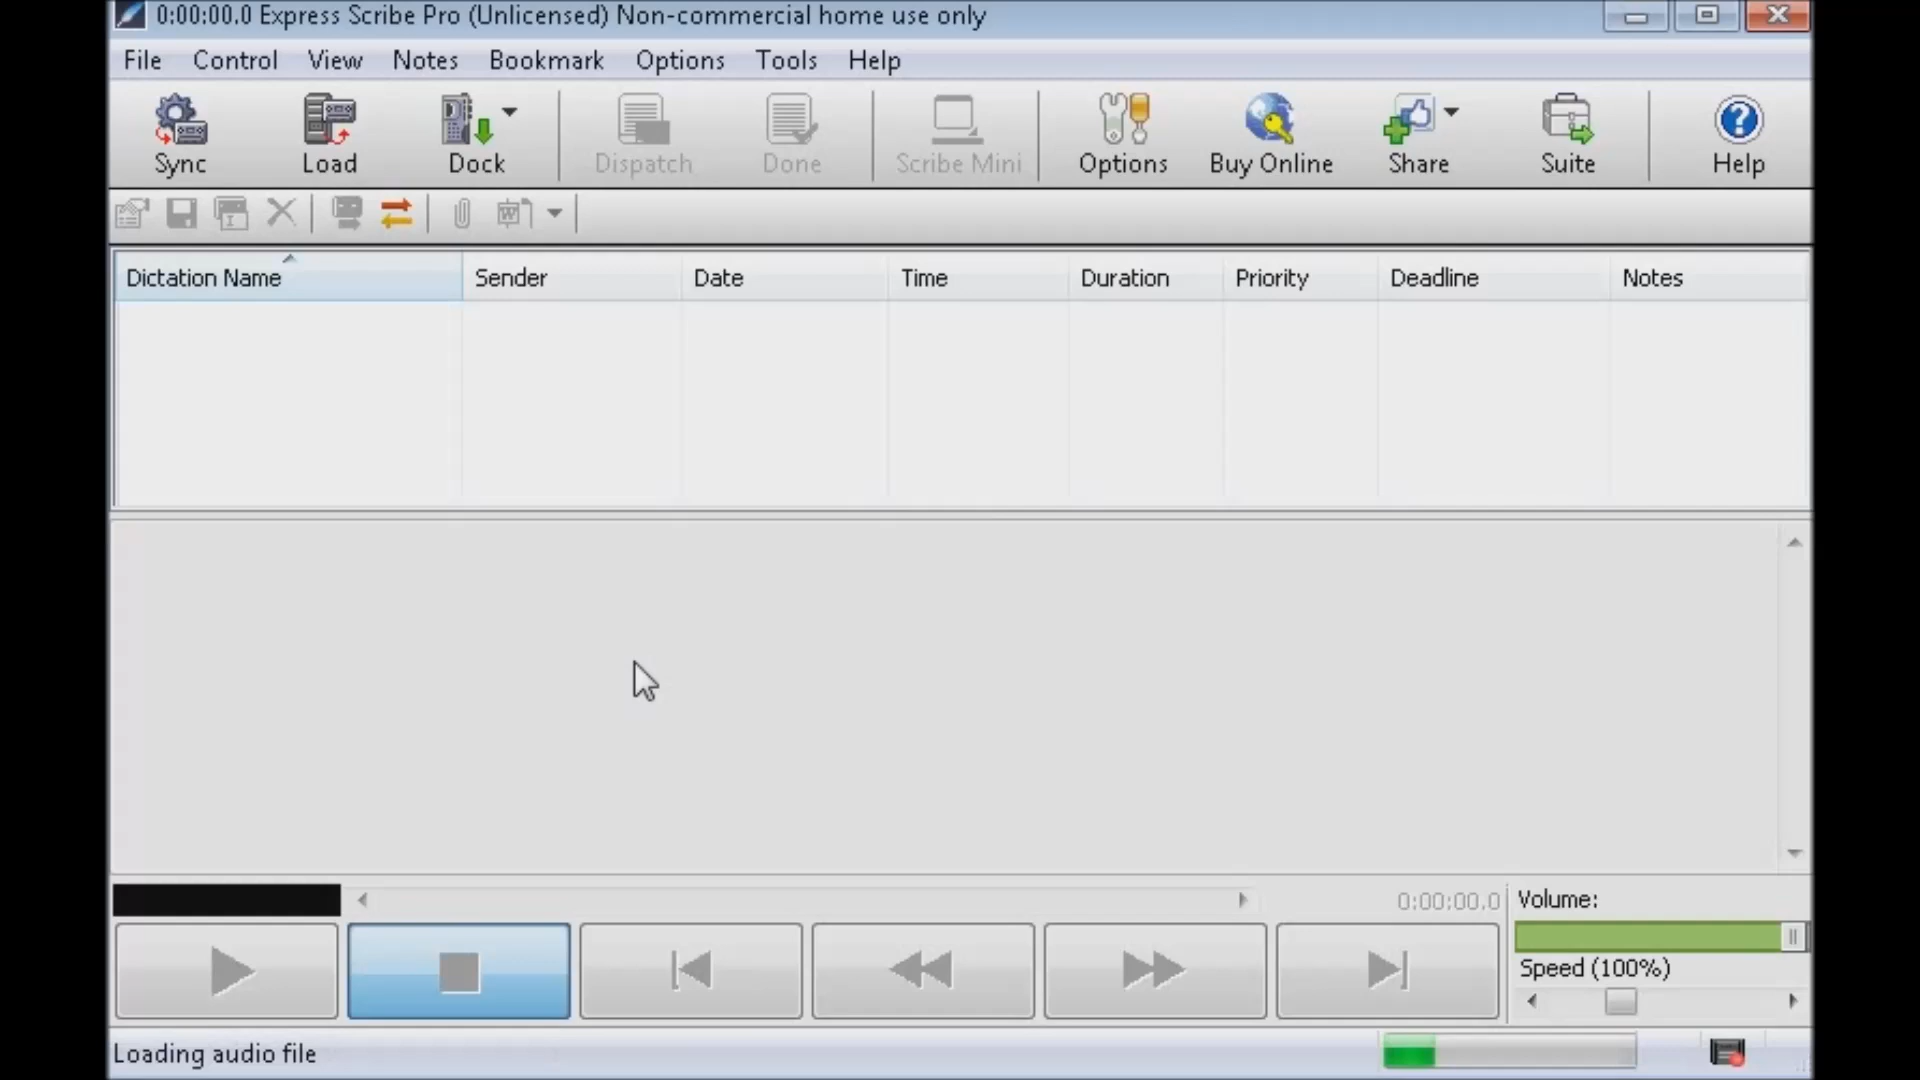 0:00:00.0 Express Scribe Pro (Unlicensed) Non-commercial home use only
File Control View Notes Bookmark Options Tools Help
Sync Load Dock Dispatch Done Scribe Mini Options Buy Online Share Suite Help
Dictation Name Sender Date Time Duration Priority Deadline Notes
0:00:00.0 Volume:
Speed (100%)
Loading audio file